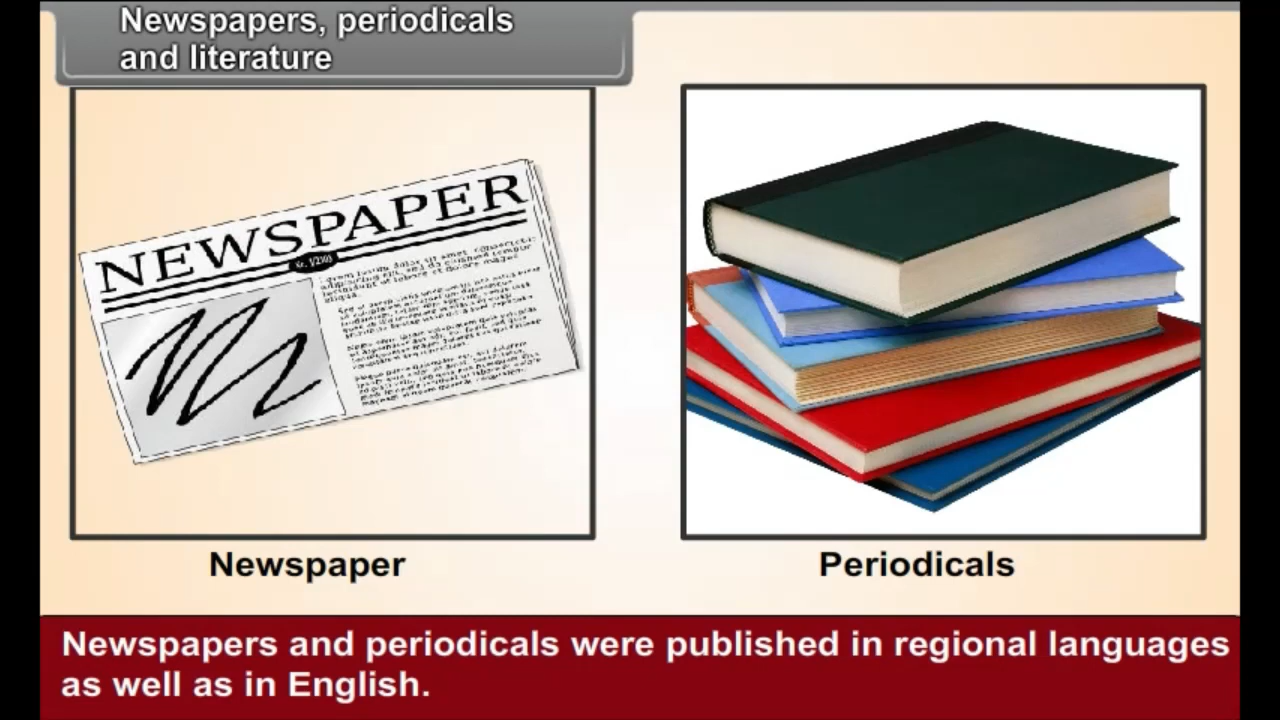 Newspapers, periodicals
and literature
NEWSPAPER
Newspaper
Periodicals
Newspapers and periodicals were published in regional languages
as well as in English.